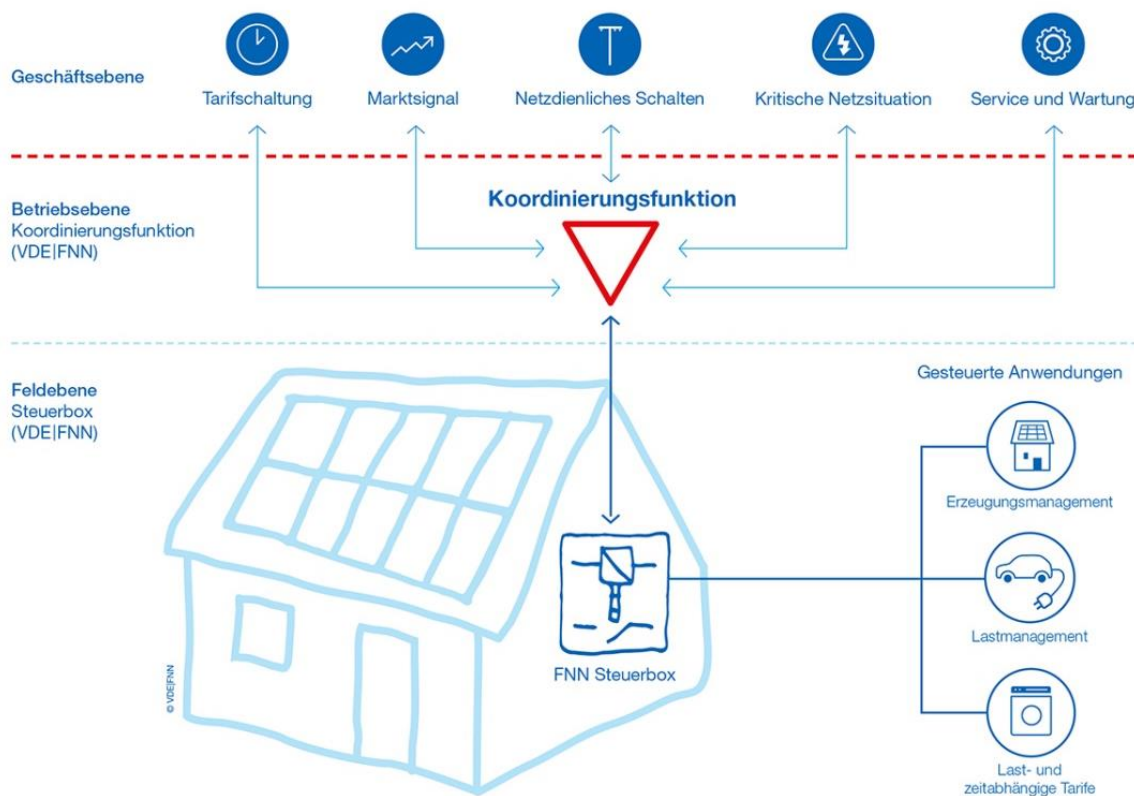 Geschäftsebene
Tarifschaltung
Marktsignal
Netzdienliches Schalten
Kritische Netzsituation
Service und Wartung
Betriebsebene
Koordinierungsfunktion
(VDE|FNN)
Koordinierungsfunktion
Feldebene
Steuerbox
(VDE|FNN)
Gesteuerte Anwendungen
Erzeugungsmanagement
Lastmanagement
FNN Steuerbox
© VDE|FNN
Last- und
zeitabhängige Tarife